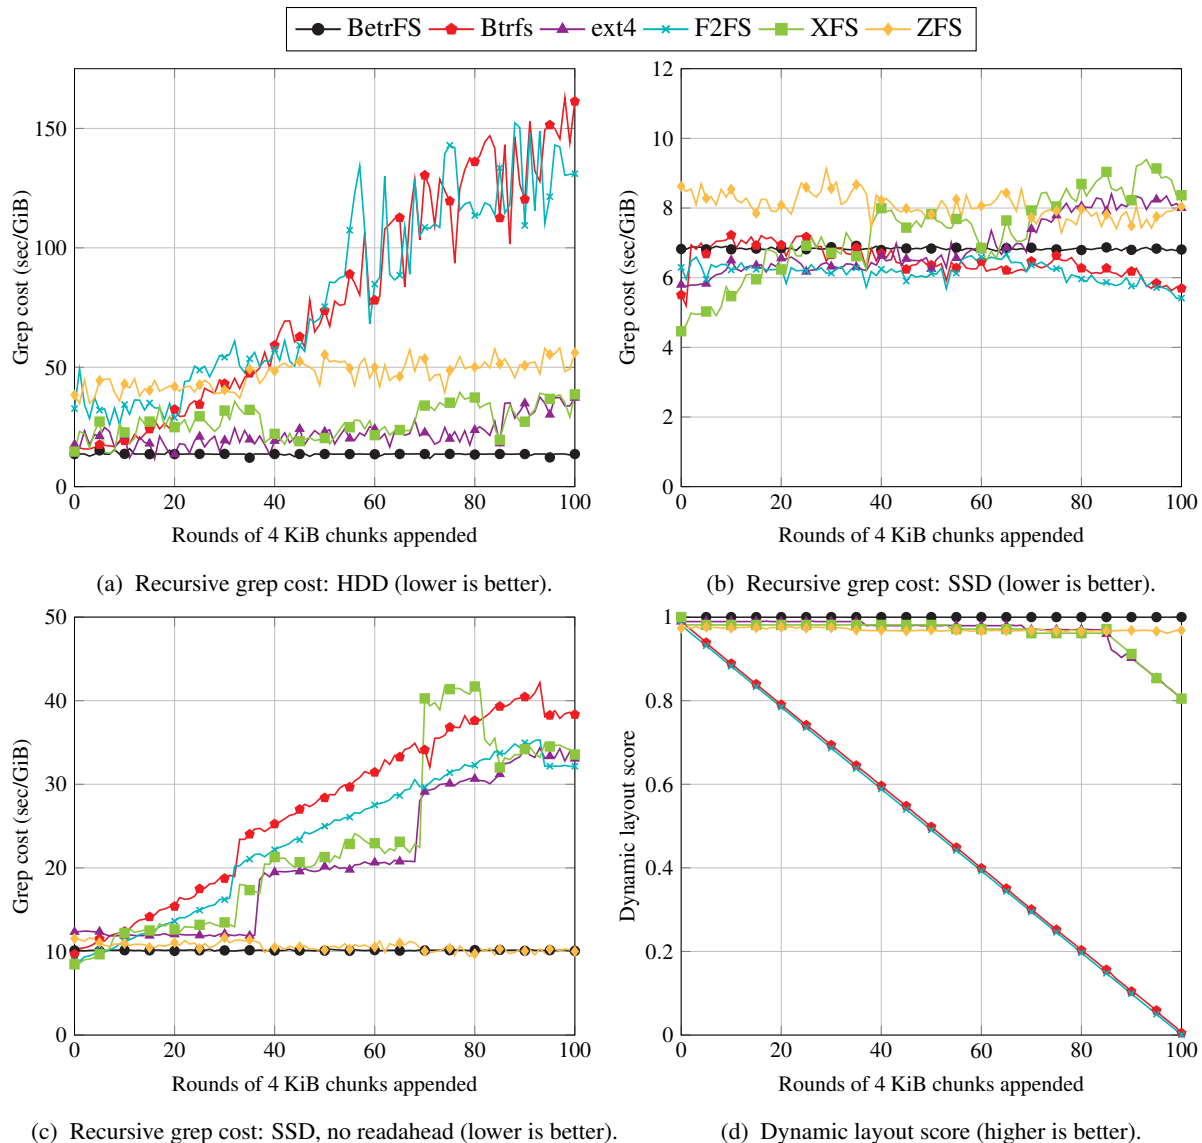 BetrFS Btrfs ext4 F2FS XFS ZFS
150
100
50
0
0 20 40 60 80 100
Grep cost (sec/GiB)
Rounds of 4 KiB chunks appended
(a) Recursive grep cost: HDD (lower is better).
12
10
8
6
4
2
0
0 20 40 60 80 100
Grep cost (sec/GiB)
Rounds of 4 KiB chunks appended
(b) Recursive grep cost: SSD (lower is better).
50
40
30
20
10
0
0 20 40 60 80 100
Grep cost (sec/GiB)
Rounds of 4 KiB chunks appended
(c) Recursive grep cost: SSD, no readahead (lower is better).
1
0.8
0.6
0.4
0.2
0
0 20 40 60 80 100
Dynamic layout score
Rounds of 4 KiB chunks appended
(d) Dynamic layout score (higher is better).